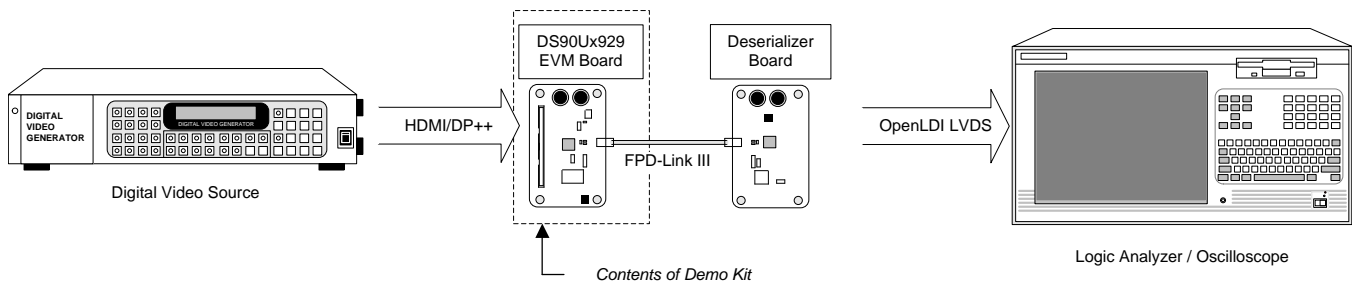 DS90Ux929
EVM Board
Deserializer
Board
DIGITAL
VIDEO
GENERATOR
DIGITAL VIDEO GENERATOR
HDMI/DP++
FPD-Link III
OpenLDI LVDS
Digital Video Source
Contents of Demo Kit
Logic Analyzer / Oscilloscope